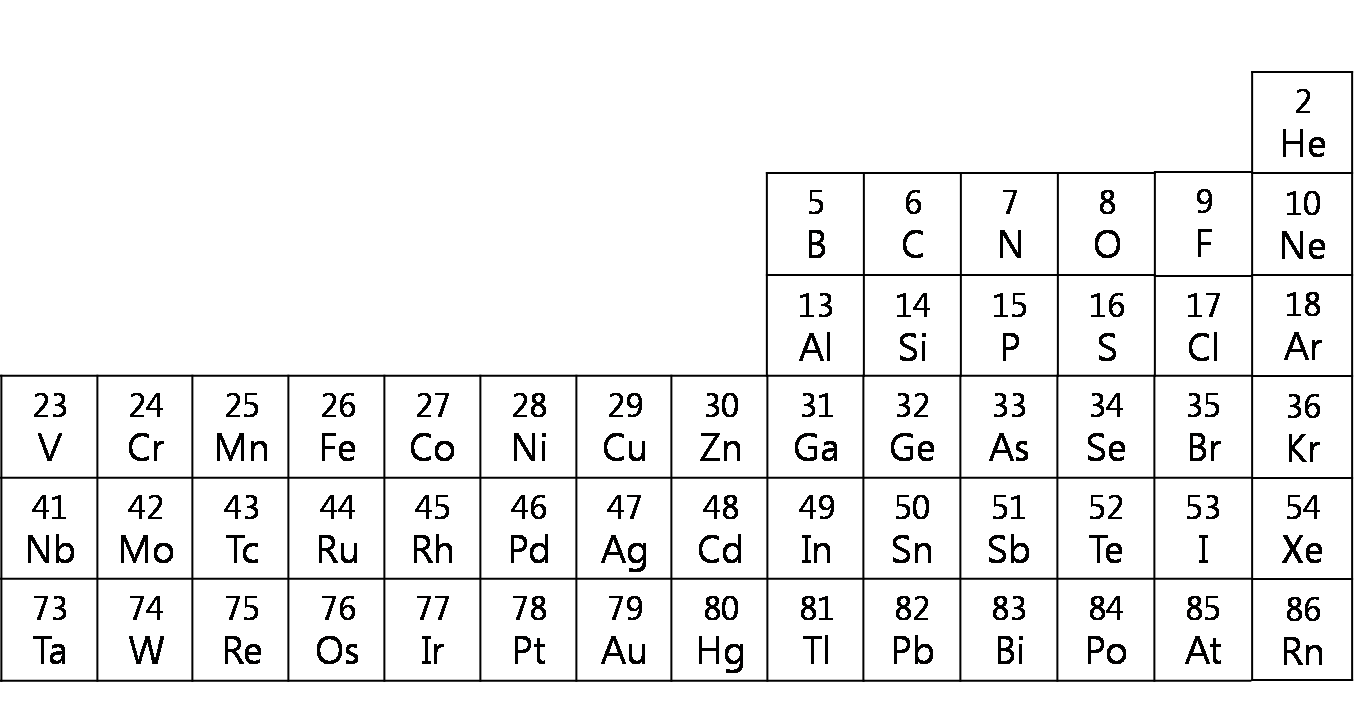 2
He
5 6 7 8 9 10
B C N O F Ne
13 14 15 16 17 18
Al Si P S Cl Ar
23 24 25 26 27 28 29 30 31 32 33 34 35 36
V Cr Mn Fe Co Ni Cu Zn Ga Ge As Se Br Kr
41 42 43 44 45 46 47 48 49 50 51 52 53 54
Nb Mo Tc Ru Rh Pd Ag Cd In Sn Sb Te I Xe
73 74 75 76 77 78 79 80 81 82 83 84 85 86
Ta W Re Os Ir Pt Au Hg Tl Pb Bi Po At Rn